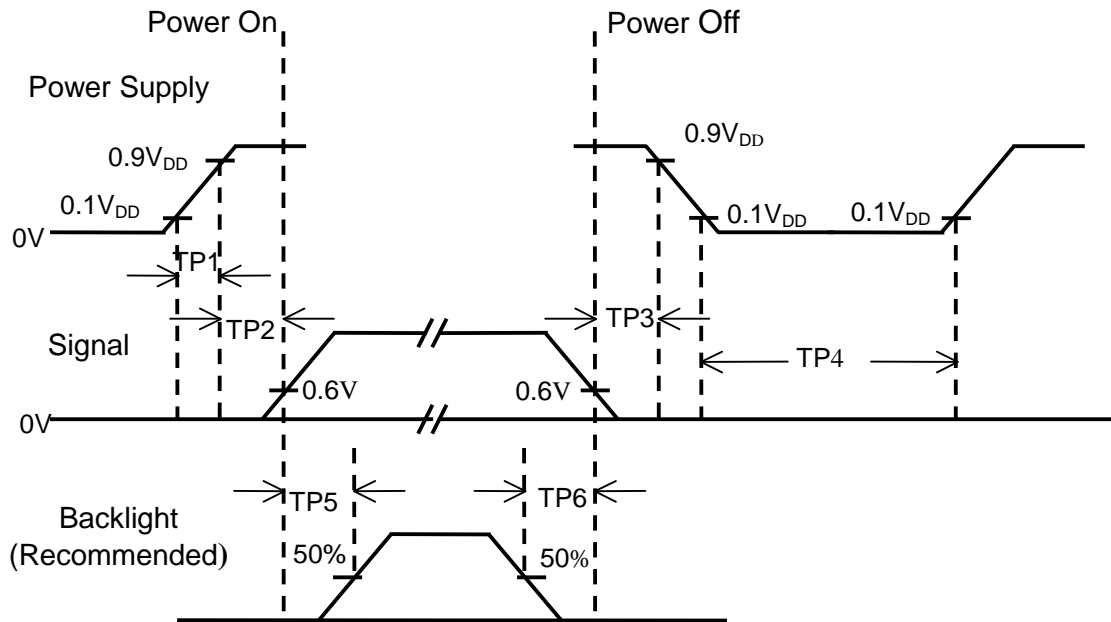 Power On
Power Off
Power Supply
0.9VDD
0.9VDD
0.1VDD
0.1VDD
0.1VDD
0V
TP1
TP2
TP3
Signal
TP4
0.6V
0.6V
0V
TP5
TP6
Backlight
(Recommended)
50%
50%